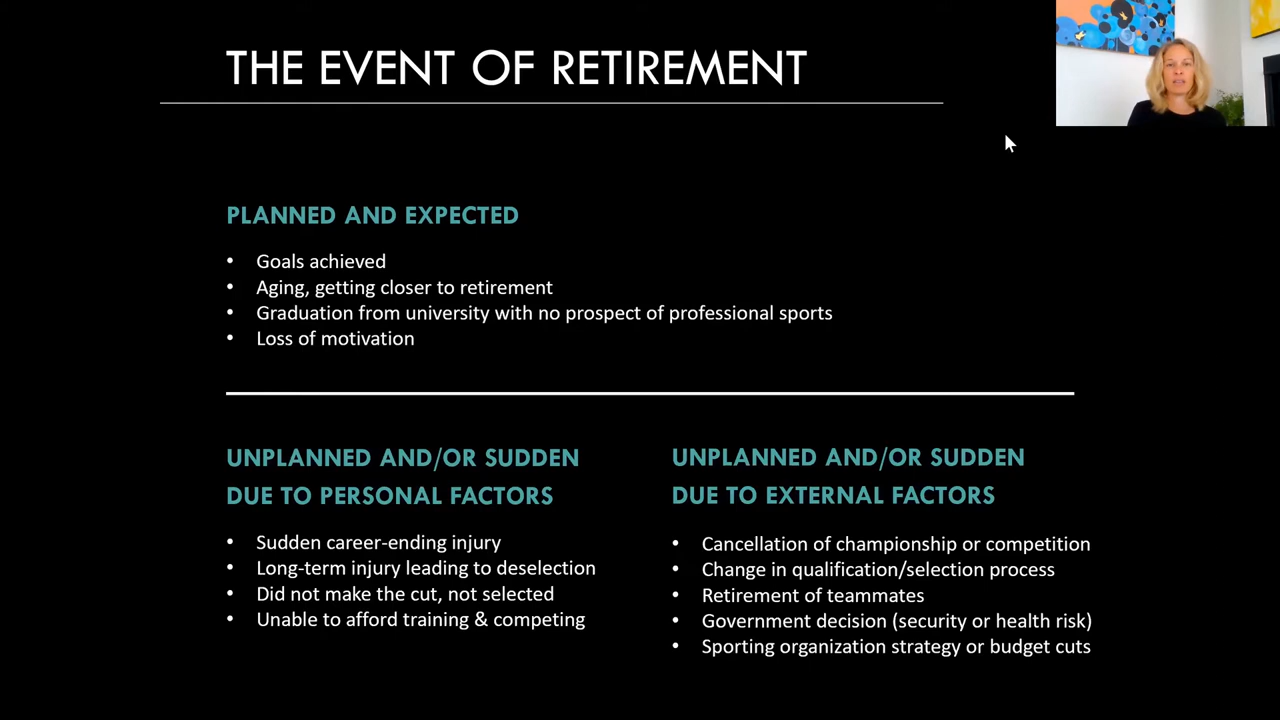 THE EVENT OF RETIREMENT
PLANNED AND EXPECTED
• Goals achieved
• Aging, getting closer to retirement
• Graduation from university with no prospect of professional sports
• Loss of motivation
UNPLANNED AND/OR SUDDEN
DUE TO PERSONAL FACTORS
• Sudden career-ending injury
• Long-term injury leading to deselection
• Did not make the cut, not selected
• Unable to afford training & competing
UNPLANNED AND/OR SUDDEN
DUE TO EXTERNAL FACTORS
• Cancellation of championship or competition
• Change in qualification/selection process
• Retirement of teammates
• Government decision (security or health risk)
• Sporting organization strategy or budget cuts